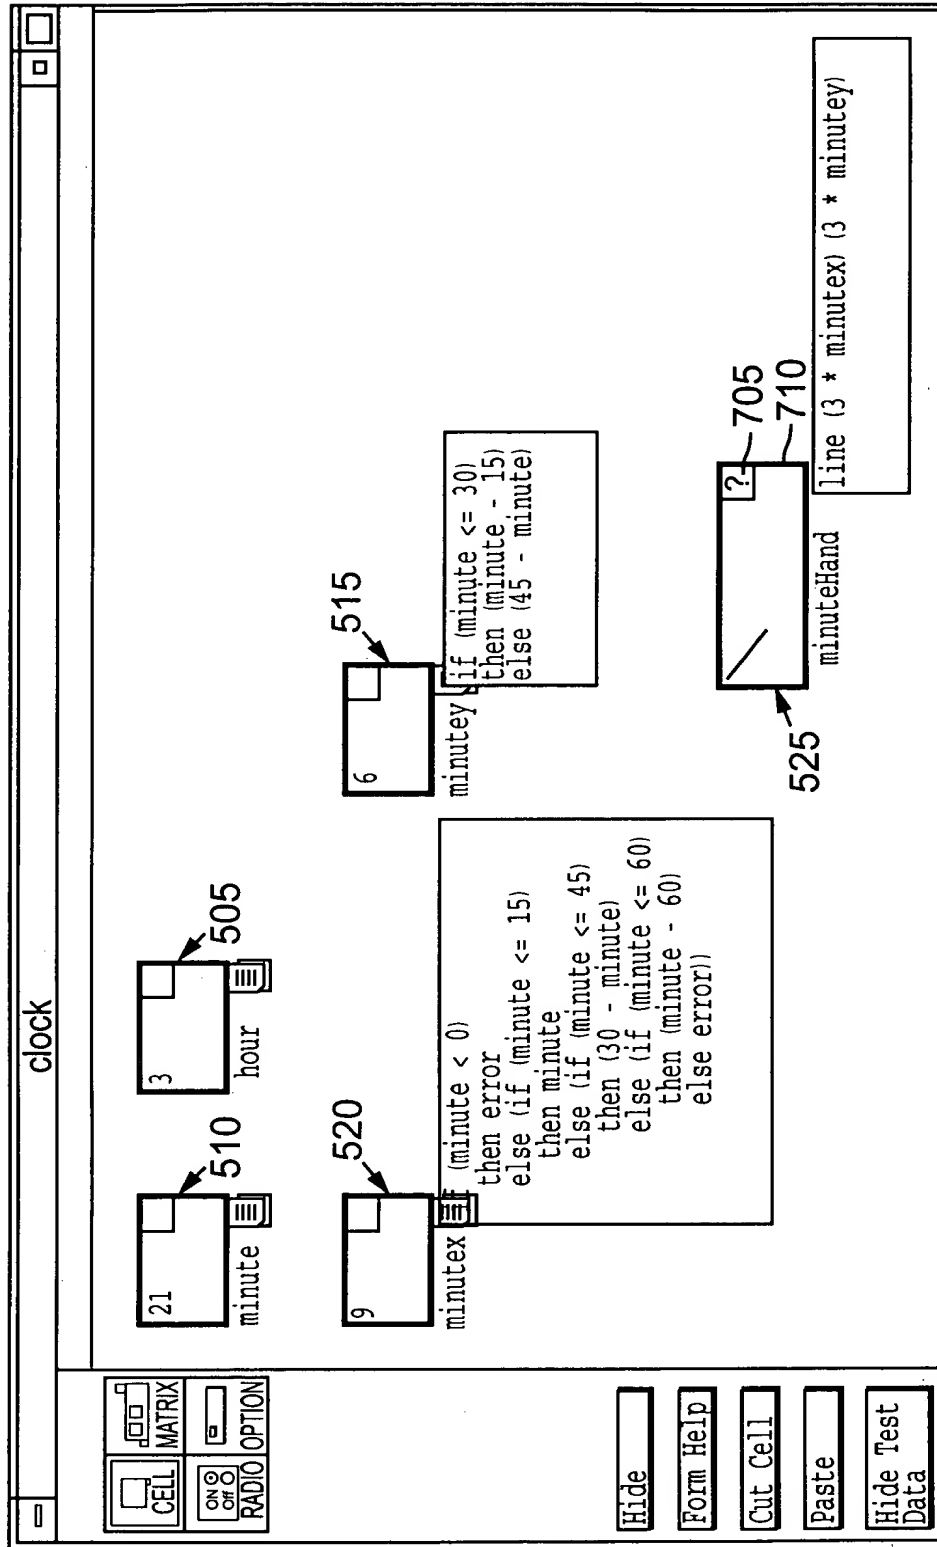 clock
CELL
MATRIX
ON
Off
RADIO
OPTION
21
510
minute
3
505
hour
9
520
minutex
(minute < 0)
then error
else (if (minute <= 15)
then minute
else (if (minute <= 45)
then (30 - minute)
else (if (minute <= 60)
then (minute - 60)
else error))
6
515
minutey
if (minute <= 30)
then (minute - 15)
else (45 - minute)
?
705
710
525
minuteHand
line (3 * minutex) (3 * minutey)
Hide
Form Help
Cut Cell
Paste
Hide Test
Data